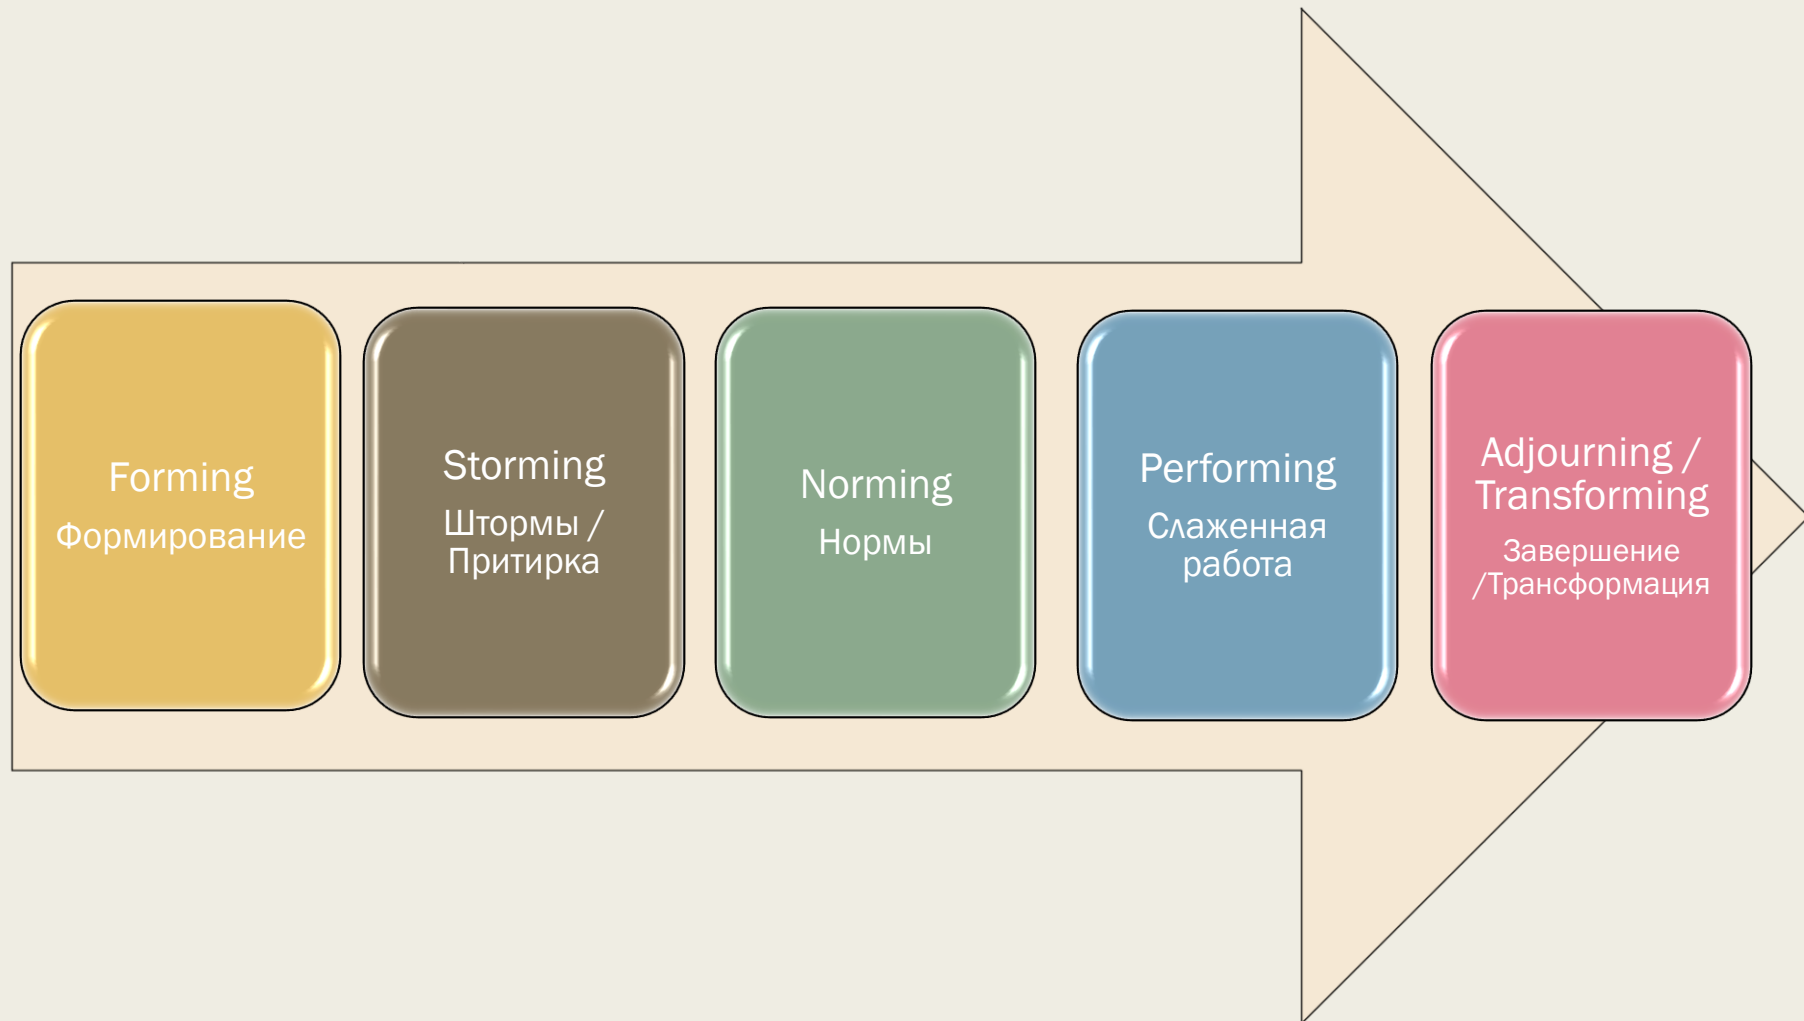 Forming
Формирование
Storming
Штормы /
Притирка
Norming
Нормы
Performing
Слаженная
работа
Adjourning /
Transforming
Завершение
/Трансформация